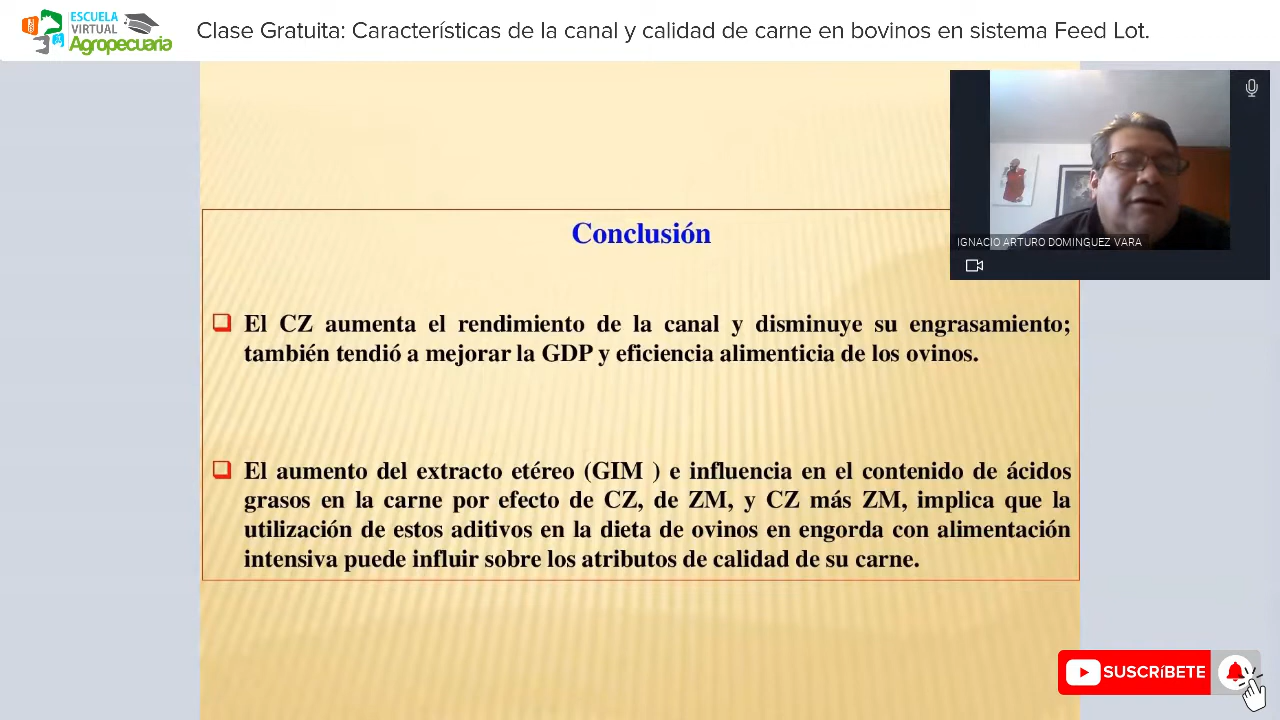 ESCUELA
VIRTUAL
Agropecuaria
Clase Gratuita: Características de la canal y calidad de carne en bovinos en sistema Feed Lot.
IGNACIO ARTURO DOMINGUEZ VARA
Conclusión
El CZ aumenta el rendimiento de la canal y disminuye su engrasamiento;
también tendió a mejorar la GDP y eficiencia alimenticia de los ovinos.
El aumento del extracto etéreo (GIM ) e influencia en el contenido de ácidos
grasos en la carne por efecto de CZ, de ZM, y CZ más ZM, implica que la
utilización de estos aditivos en la dieta de ovinos en engorda con alimentación
intensiva puede influir sobre los atributos de calidad de su carne.
SUSCRíBETE